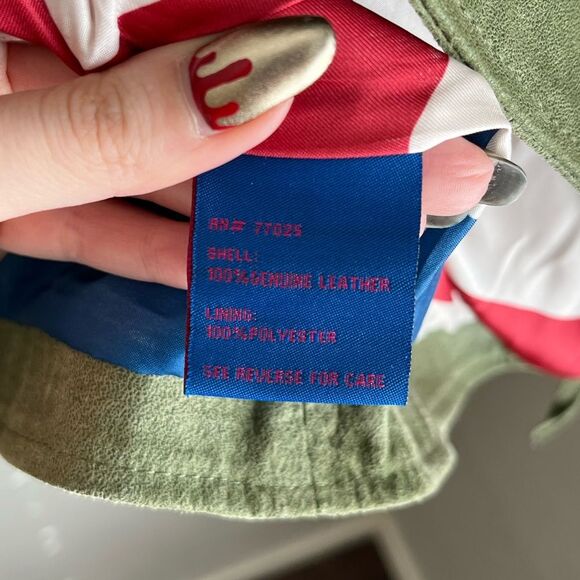 RN# 77025
SHELL:
100%GENUINE LEATHER
LINING:
100%POLYESTER
SEE REVERSE FOR CARE